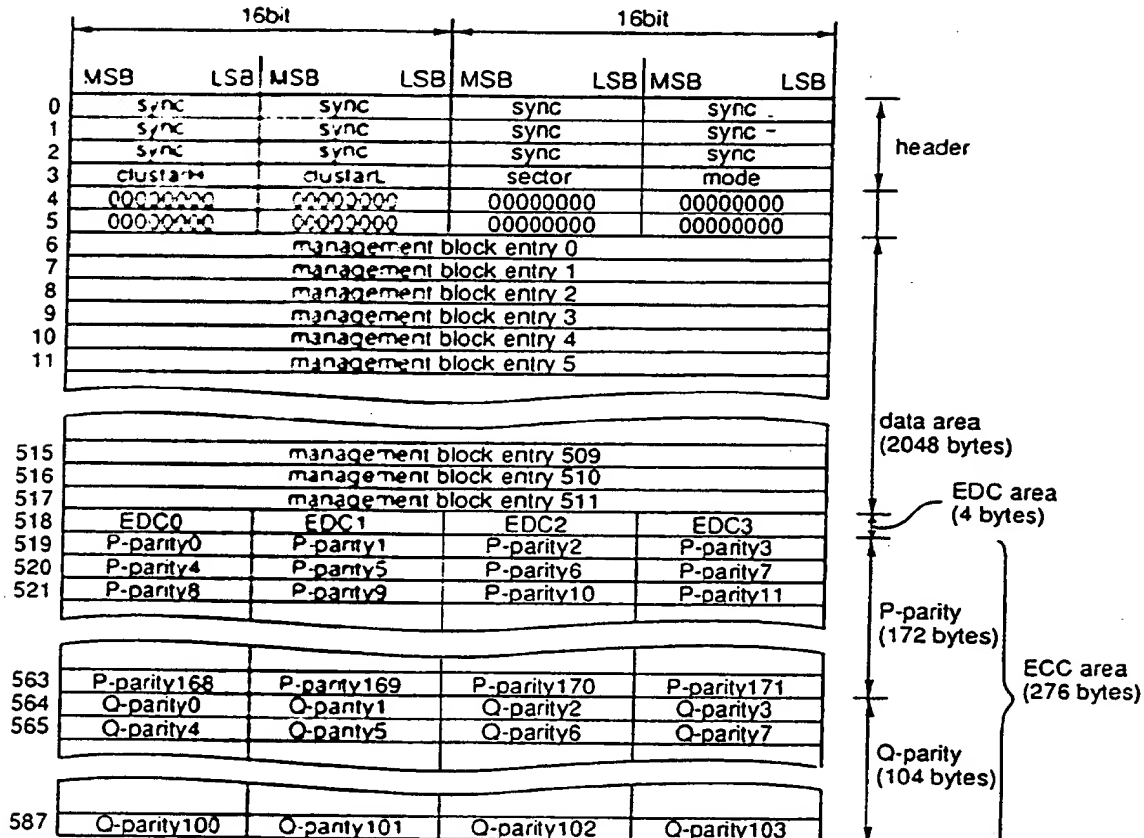 16bit 16bit
MSB LSB MSB LSB MSB LSB MSB LSB
0 sync sync sync sync
1 sync sync sync sync
2 sync sync sync sync
header
3 clustarH clustarL sector mode
4 00000000 00000000 00000000 00000000
5 00000000 00000000 00000000 00000000
6 management block entry 0
7 management block entry 1
8 management block entry 2
9 management block entry 3
10 management block entry 4
11 management block entry 5
data area
(2048 bytes)
515 management block entry 509
516 management block entry 510
517 management block entry 511
EDC area
(4 bytes)
518 EDC0 EDC1 EDC2 EDC3
519 P-parity0 P-parity1 P-parity2 P-parity3
520 P-parity4 P-parity5 P-parity6 P-parity7
521 P-parity8 P-parity9 P-parity10 P-parity11
P-parity
(172 bytes)
ECC area
(276 bytes)
563 P-parity168 P-parity169 P-parity170 P-parity171
564 Q-parity0 Q-parity1 Q-parity2 Q-parity3
565 Q-parity4 Q-parity5 Q-parity6 Q-parity7
Q-parity
(104 bytes)
587 Q-parity100 Q-parity101 Q-parity102 Q-parity103